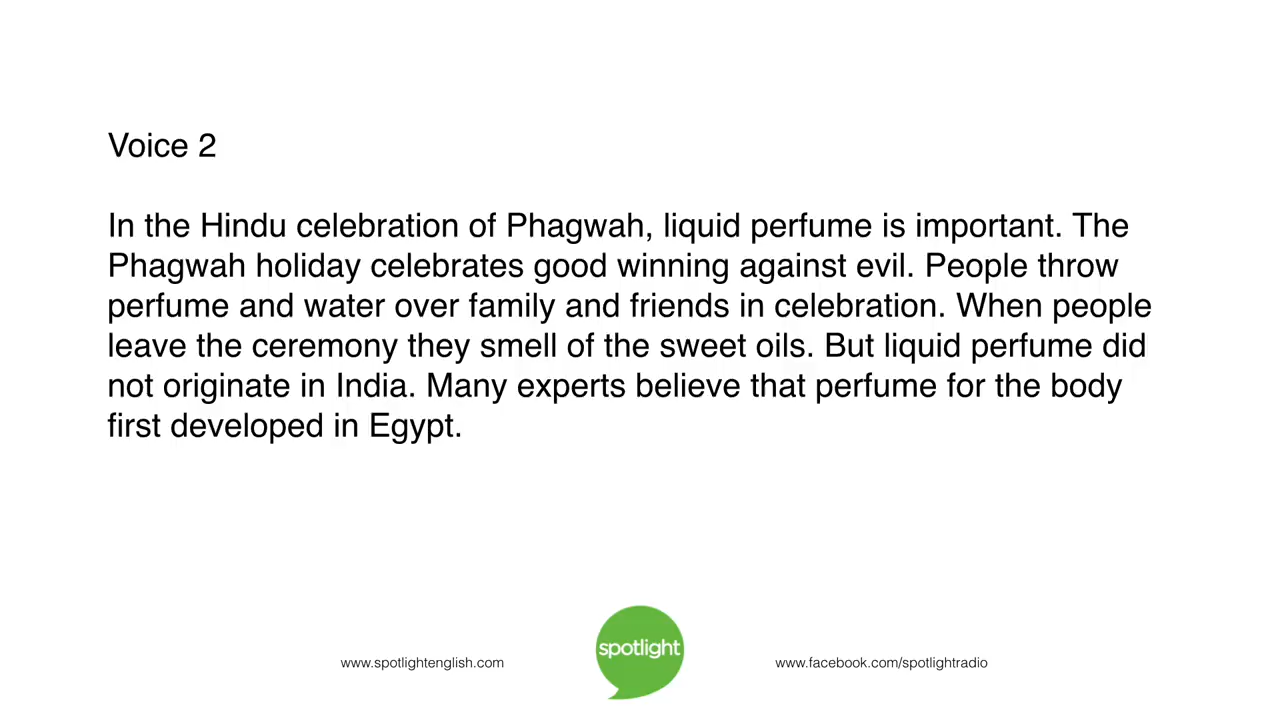 Voice 2
In the Hindu celebration of Phagwah, liquid perfume is important. The
Phagwah holiday celebrates good winning against evil. People throw
perfume and water over family and friends in celebration. When people
leave the ceremony they smell of the sweet oils. But liquid perfume did
not originate in India. Many experts believe that perfume for the body
first developed in Egypt.
spotlight
www.spotlightenglish.com
www.facebook.com/spotlightradio